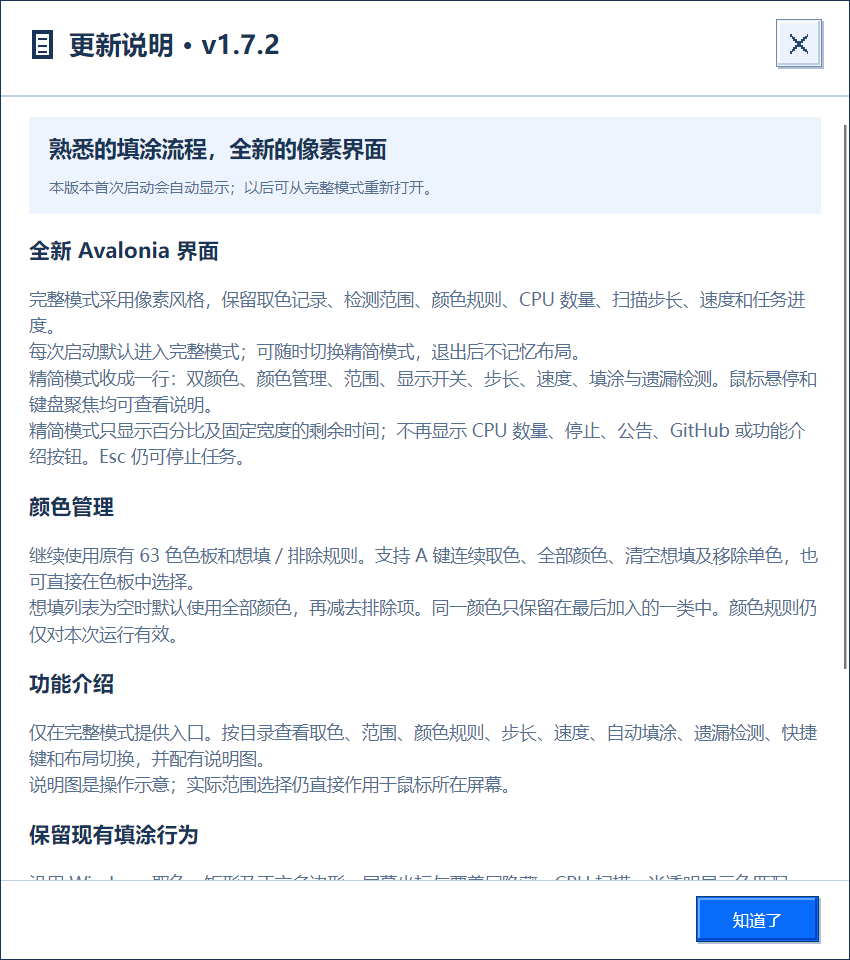 更新说明 • v1.7.2
熟悉的填涂流程，全新的像素界面
本版本首次启动会自动显示；以后可从完整模式重新打开。
全新 Avalonia 界面
完整模式采用像素风格，保留取色记录、检测范围、颜色规则、CPU 数量、扫描步长、速度和任务进
度。
每次启动默认进入完整模式；可随时切换精简模式，退出后不记忆布局。
精简模式收成一行：双颜色、颜色管理、范围、显示开关、步长、速度、填涂与遗漏检测。鼠标悬停和
键盘聚焦均可查看说明。
精简模式只显示百分比及固定宽度的剩余时间；不再显示 CPU 数量、停止、公告、GitHub 或功能介
绍按钮。Esc 仍可停止任务。
颜色管理
继续使用原有 63 色色板和想填 / 排除规则。支持 A 键连续取色、全部颜色、清空想填及移除单色，也
可直接在色板中选择。
想填列表为空时默认使用全部颜色，再减去排除项。同一颜色只保留在最后加入的一类中。颜色规则仍
仅对本次运行有效。
功能介绍
仅在完整模式提供入口。按目录查看取色、范围、颜色规则、步长、速度、自动填涂、遗漏检测、快捷
键和布局切换，并配有说明图。
说明图是操作示意；实际范围选择仍直接作用于鼠标所在屏幕。
保留现有填涂行为
知道了